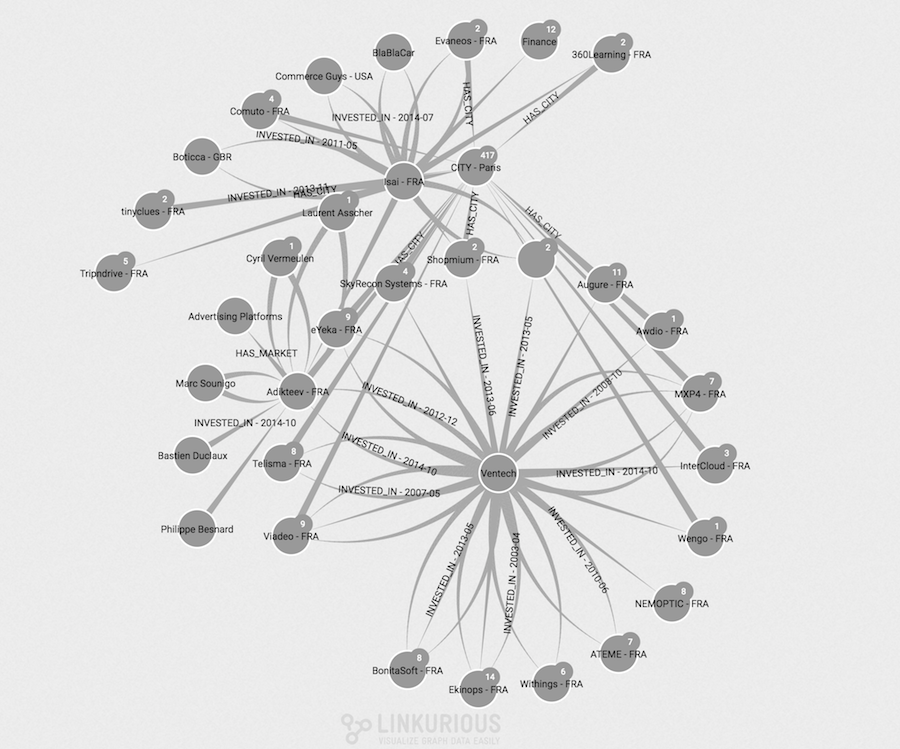 2
Evaneos - FRA
12
Finance
2
360Learning - FRA
BlaBlaCar
Commerce Guys - USA
4
Comuto - FRA
INVESTED_IN - 2014-07
HAS_CITY
HAS_CITY
INVESTED_IN - 2011-05
Boticca - GBR
417
CITY - Paris
Isai - FRA
INVESTED_IN - 2013-11
HAS_CITY
2
tinyclues - FRA
1
Laurent Asscher
HAS_CITY
HAS_CITY
HAS_CITY
1
Cyril Vermeulen
2
Shopmium - FRA
2
5
Tripndrive - FRA
4
SkyRecon Systems - FRA
11
Augure - FRA
Advertising Platforms
9
eYeka - FRA
1
Awdio - FRA
HAS_MARKET
INVESTED_IN - 2013-06
INVESTED_IN - 2013-05
Marc Sounigo
Adikteev - FRA
INVESTED_IN - 2012-12
INVESTED_IN - 2008-10
7
MXP4 - FRA
INVESTED_IN - 2014-10
Bastien Duclaux
8
Telisma - FRA
INVESTED_IN - 2014-10
Ventech
INVESTED_IN - 2014-10
3
InterCloud - FRA
INVESTED_IN - 2007-05
Philippe Besnard
9
Viadeo - FRA
1
Wengo - FRA
INVESTED_IN - 2013-05
INVESTED_IN - 2003-04
INVESTED_IN - 2010-06
8
NEMOPTIC - FRA
7
ATEME - FRA
8
BonitaSoft - FRA
14
Ekinops - FRA
6
Withings - FRA
LINKURIOUS
VISUALIZE GRAPH DATA EASILY